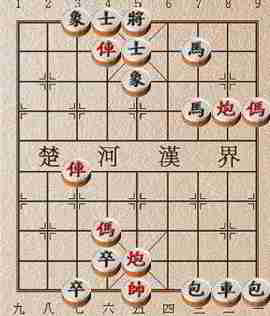 1 2 3 4 5 6 7 8 9
象 士 將
俥 士 馬
象
馬 炮 傌
楚 河 漢 界
俥
傌
卒 炮
卒 帥 包 車 包
九 八 七 六 五 四 三 二 一